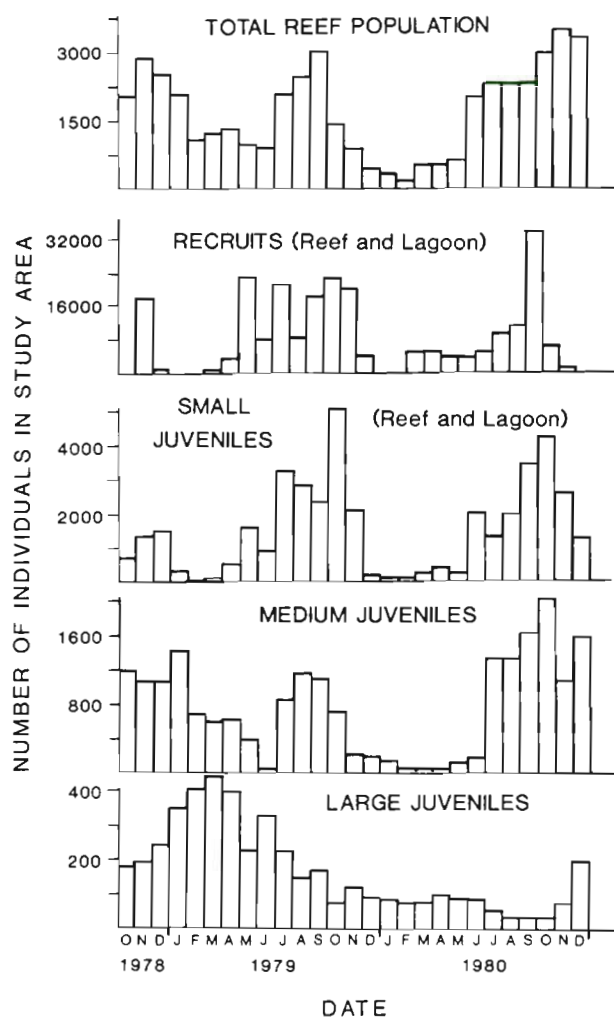 TOTAL REEF POPULATION
3000
1500
RECRUITS (Reef and Lagoon)
32000
16000
SMALL
JUVENILES
(Reef and Lagoon)
4000
2000
MEDIUM JUVENILES
1600
800
LARGE JUVENILES
400
200
NUMBER OF INDIVIDUALS IN STUDY AREA
O N D J F M A M J J A S O N D J F M A M J J A S O N D
1978 1979 1980
DATE